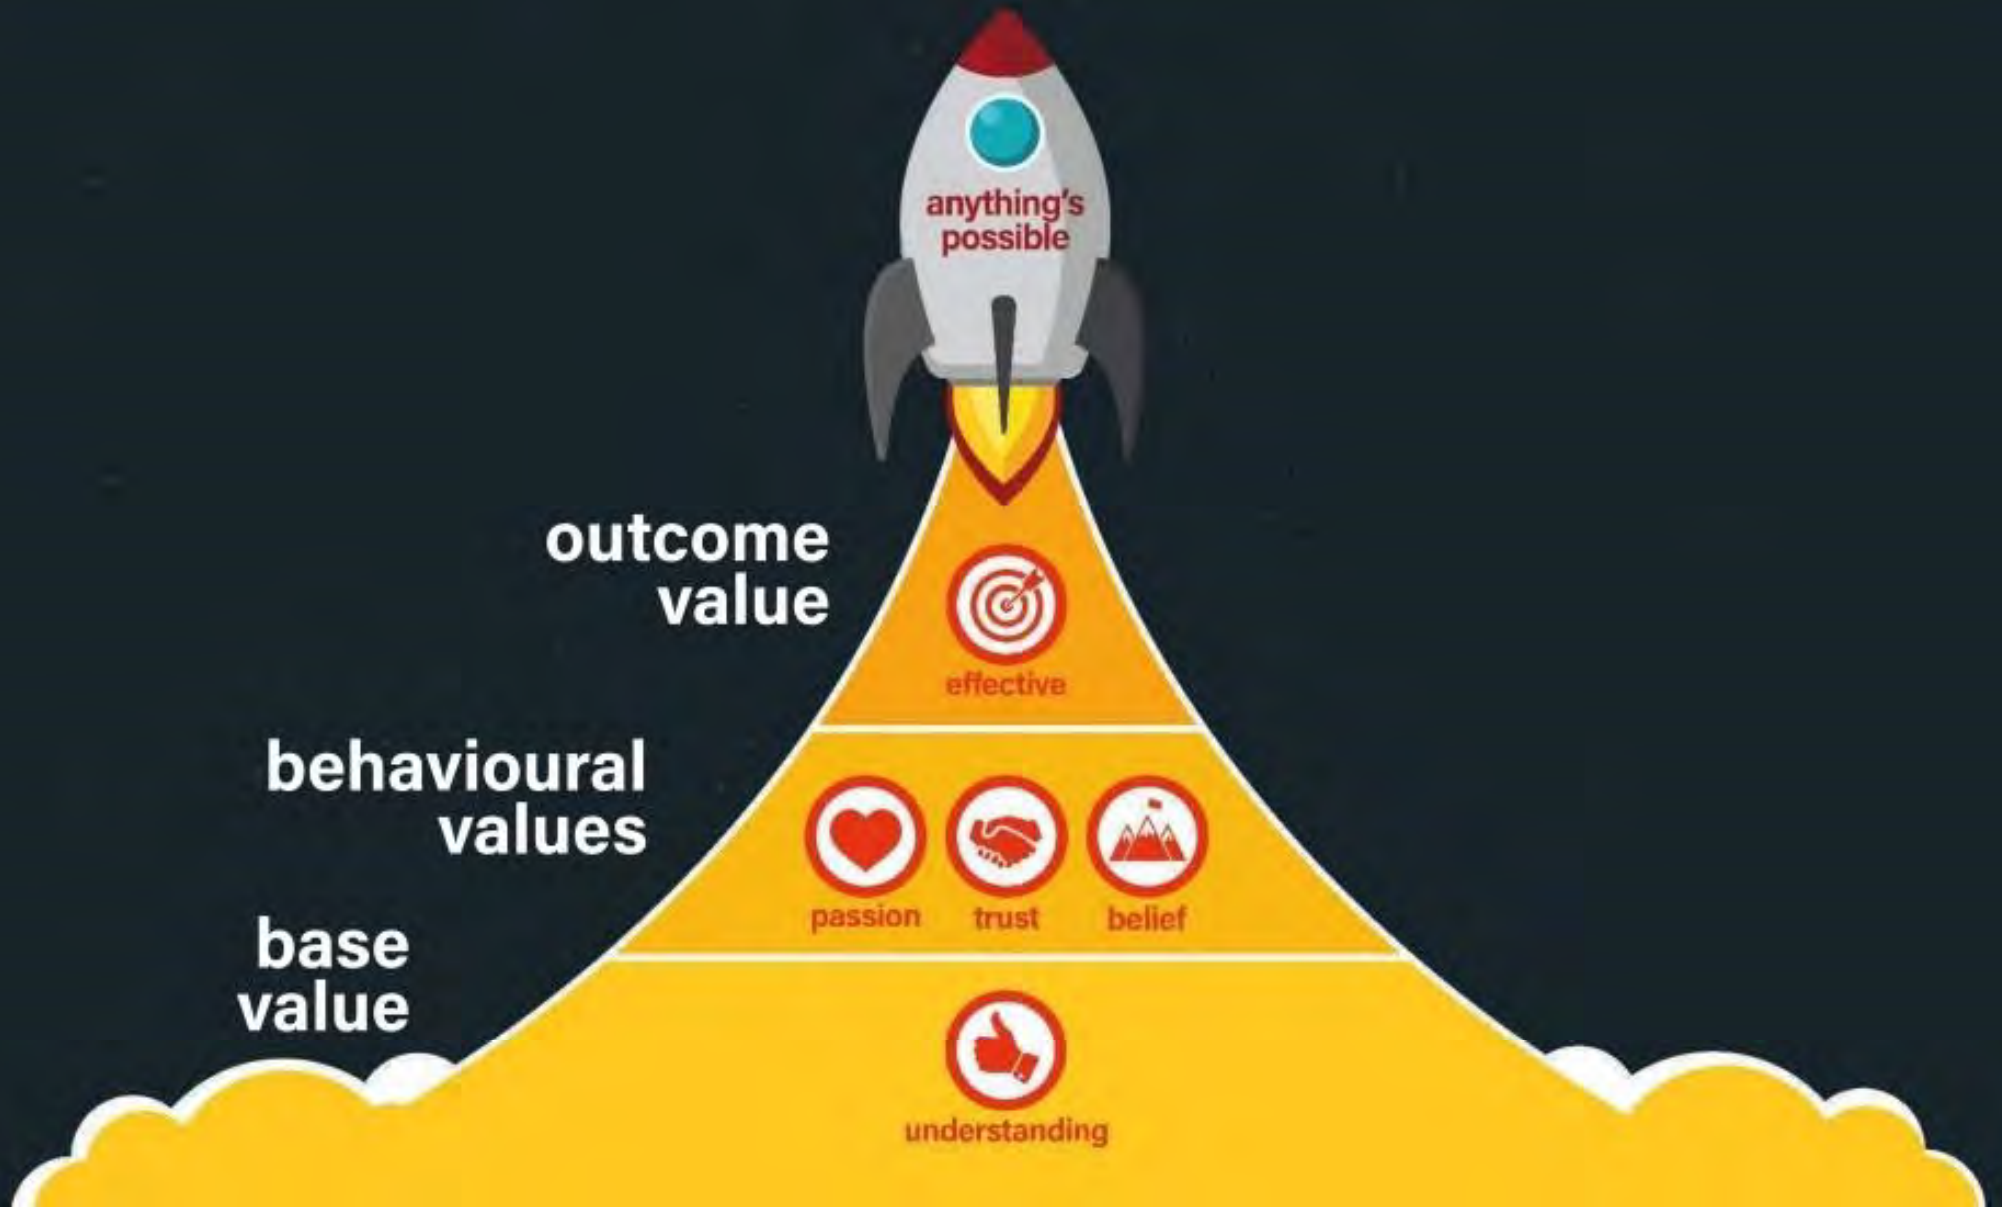 anything's
possible
outcome
value
effective
behavioural
values
passion trust belief
base
value
understanding